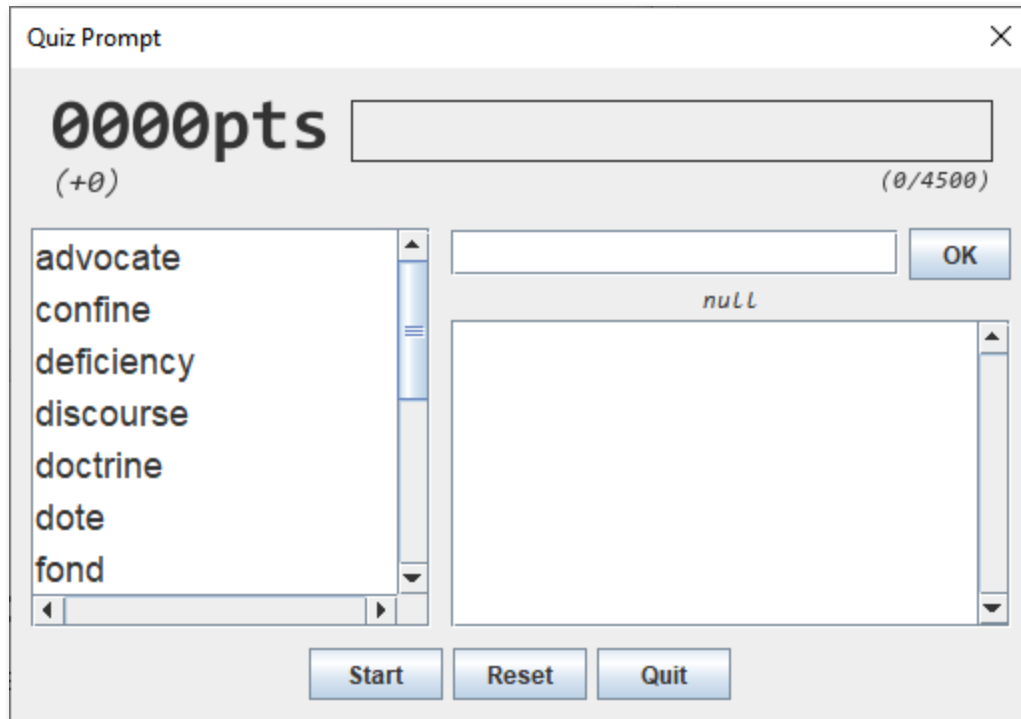 Quiz Prompt
0000pts
(+0)
(0/4500)
advocate
confine
deficiency
discourse
doctrine
dote
fond
OK
null
Start
Reset
Quit